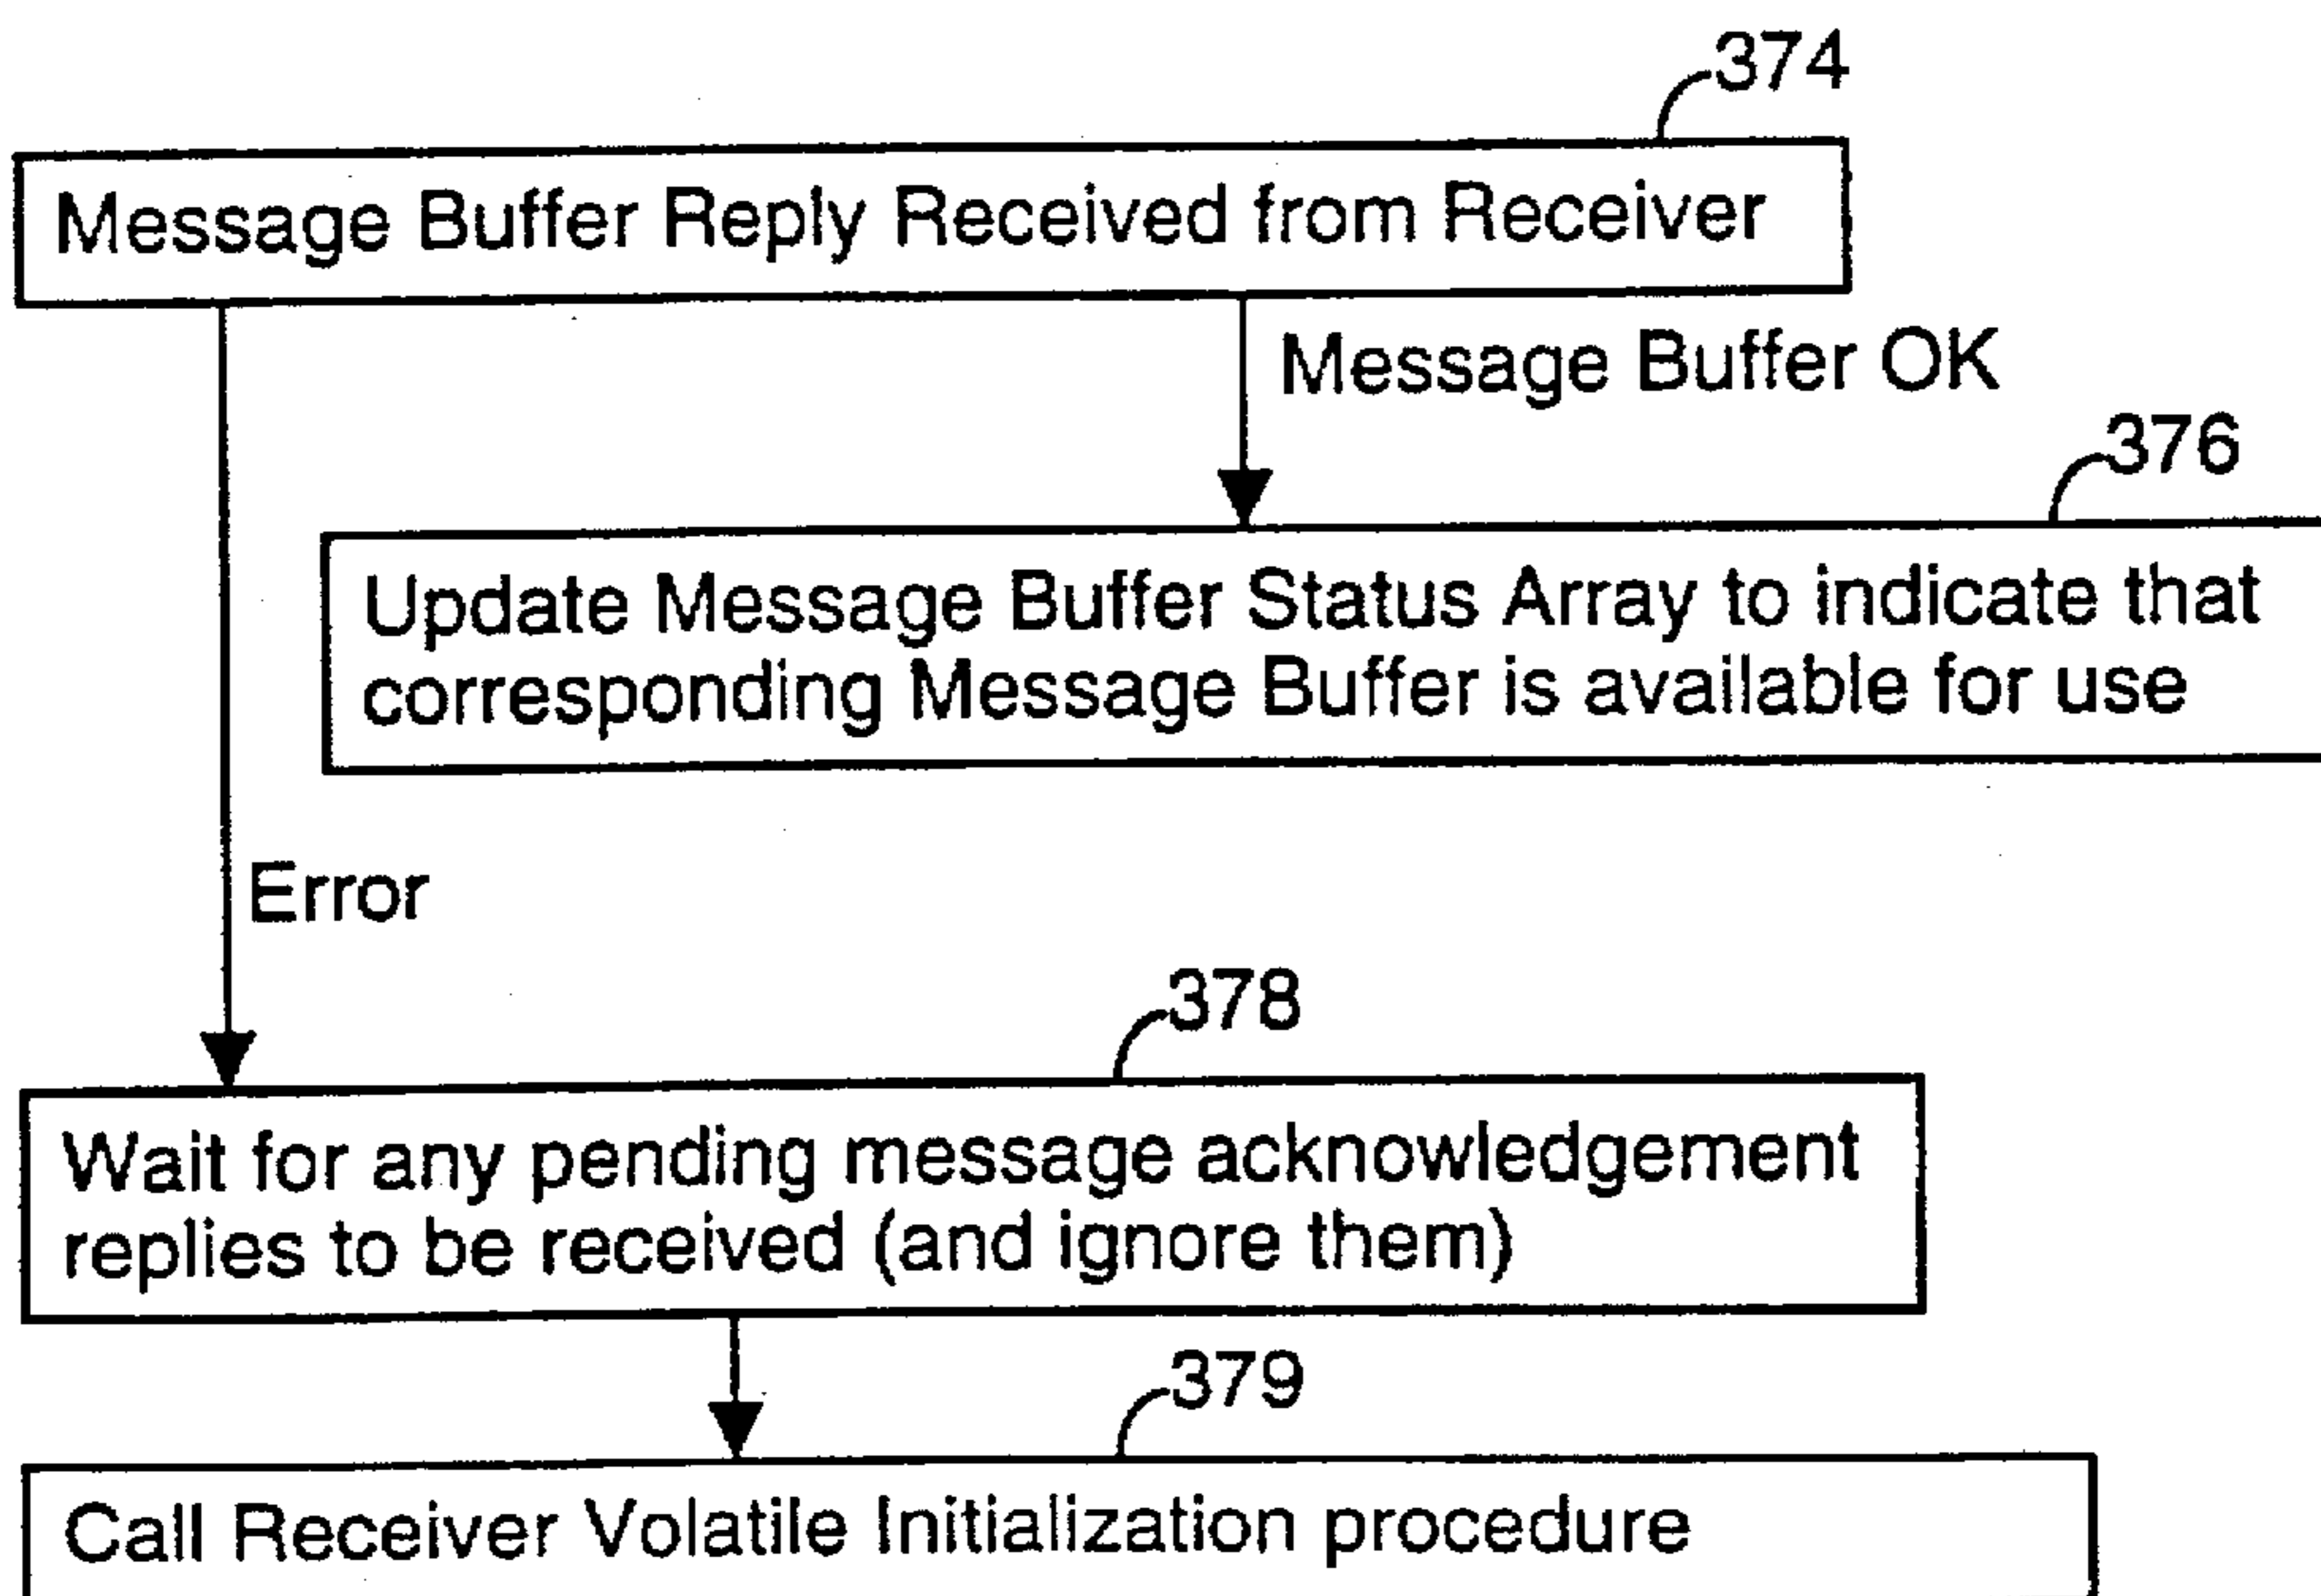 374
Message Buffer Reply Received from Receiver
Message Buffer OK
376
Update Message Buffer Status Array to indicate that
corresponding Message Buffer is available for use
Error
378
Wait for any pending message acknowledgement
replies to be received (and ignore them)
379
Call Receiver Volatile Initialization procedure